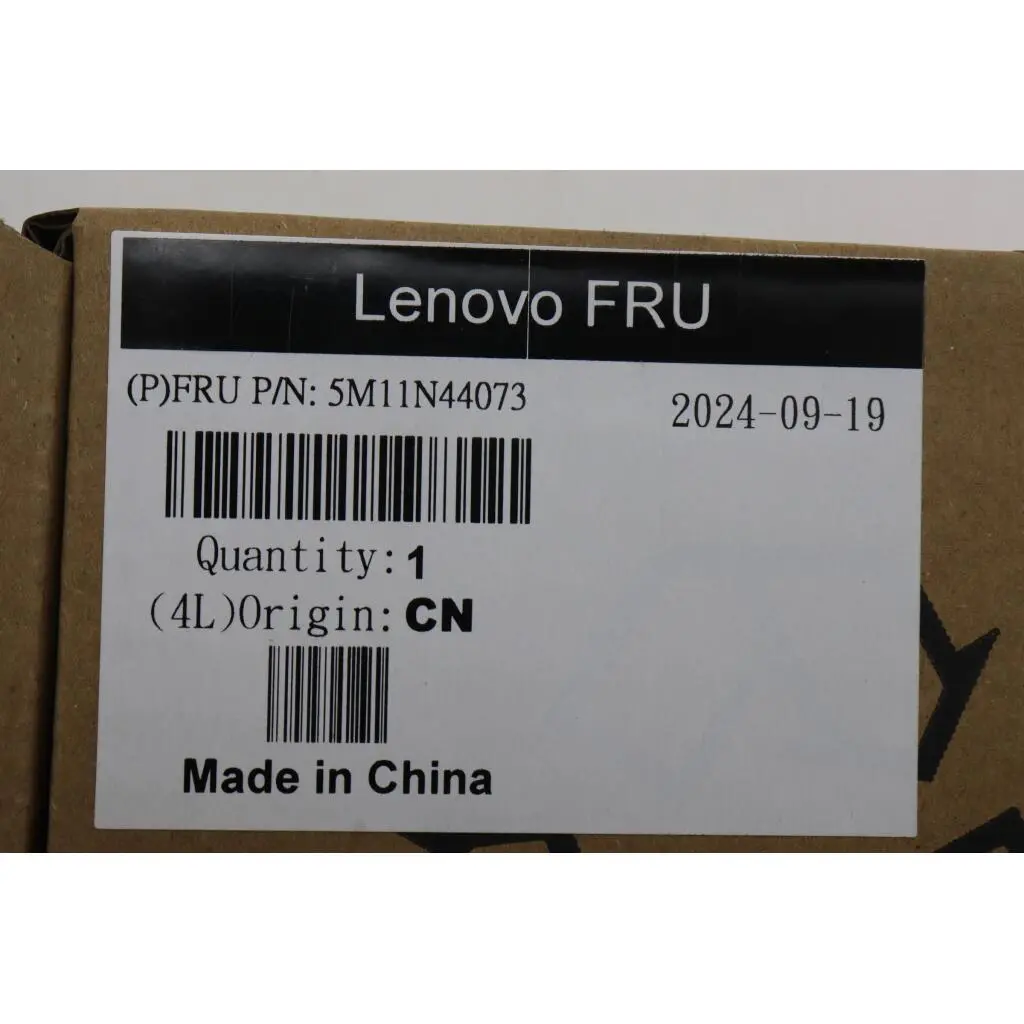 Lenovo FRU
(P)FRU P/N: 5M11N44073
2024-09-19
Quantity: 1
(4L)Origin: CN
Made in China